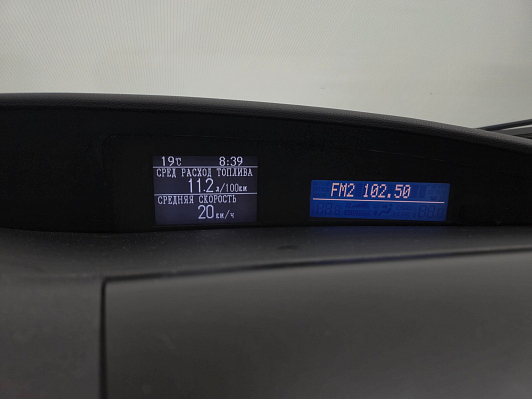 19°C 8:39
СРЕД РАСХОД ТОПЛИВА
11.2 л/100км
СРЕДНЯЯ СКОРОСТЬ
20 км/ч
FM2 102.50